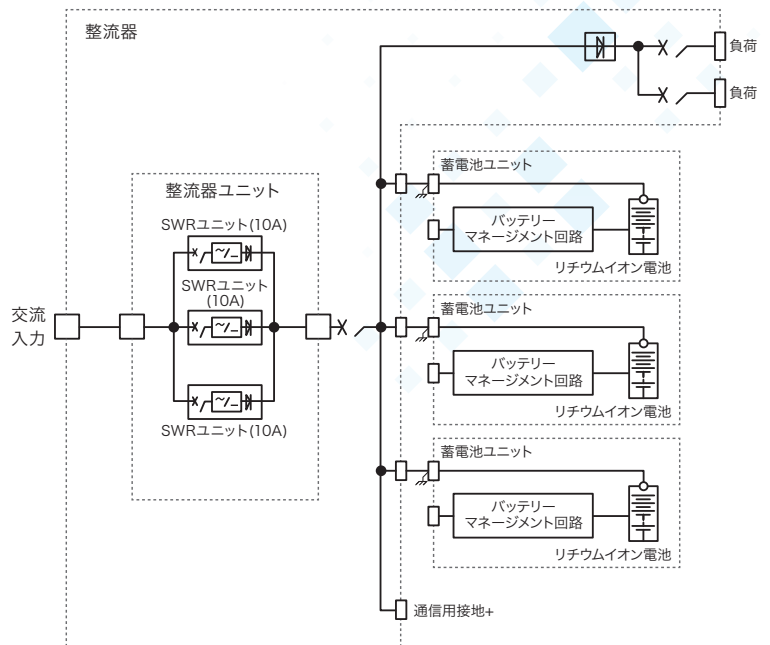 整流器
負荷
負荷
蓄電池ユニット
バッテリー
マネージメント回路
リチウムイオン電池
整流器ユニット
SWRユニット(10A)
SWRユニット
(10A)
SWRユニット(10A)
交流
入力
蓄電池ユニット
バッテリー
マネージメント回路
リチウムイオン電池
蓄電池ユニット
バッテリー
マネージメント回路
リチウムイオン電池
通信用接地+